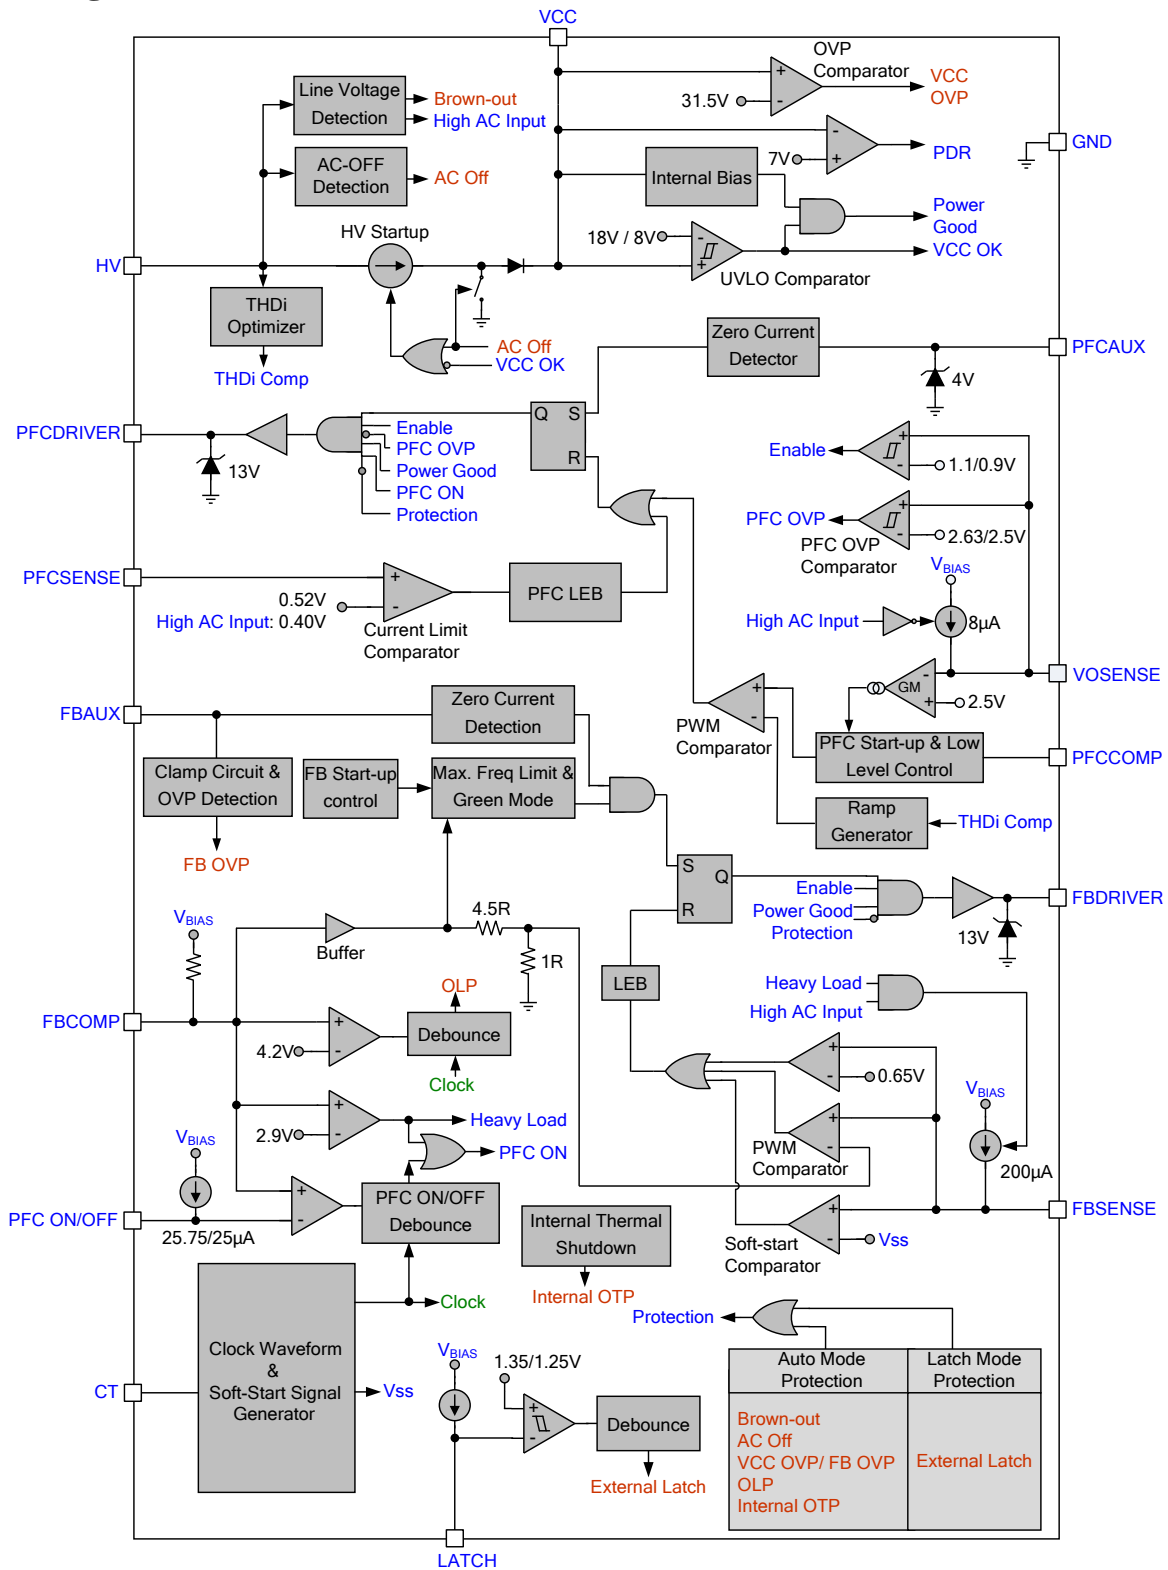 VCC
OVP
Comparator
VCC
OVP
+
-
31.5V
Line Voltage
Detection
Brown-out
High AC Input
-
+
7V
PDR
GND
AC-OFF
Detection
AC Off
Internal Bias
Power
Good
HV Startup
18V / 8V
-
+
VCC OK
UVLO Comparator
HV
THDi
Optimizer
THDi Comp
AC Off
VCC OK
Zero Current
Detector
PFCAUX
4V
Q
S
R
PFCDRIVER
13V
Enable
PFC OVP
Power Good
PFC ON
Protection
Enable
+
-
1.1/0.9V
PFC OVP
+
-
2.63/2.5V
PFC OVP
Comparator
PFCSENSE
+
-
0.52V
High AC Input: 0.40V
Current Limit
Comparator
PFC LEB
VBIAS
High AC Input
8µA
VOSENSE
GM
-
+
2.5V
FBAUX
Zero Current
Detection
+
-
PWM
Comparator
PFC Start-up & Low
Level Control
PFCCOMP
Clamp Circuit &
OVP Detection
FB Start-up
control
Max. Freq Limit &
Green Mode
Ramp
Generator
THDi Comp
FB OVP
S
Q
R
Enable
Power Good
Protection
FBDRIVER
13V
VBIAS
Buffer
4.5R
1R
LEB
Heavy Load
High AC Input
OLP
FBCOMP
+
-
4.2V
Debounce
Clock
+
-
0.65V
VBIAS
+
-
2.9V
Heavy Load
PFC ON
+
-
PWM
Comparator
200µA
VBIAS
PFC ON/OFF
25.75/25µA
+
-
PFC ON/OFF
Debounce
Internal Thermal
Shutdown
Internal OTP
+
-
Vss
Soft-start
Comparator
FBSENSE
Clock
Clock Waveform
&
Soft-Start Signal
Generator
Vss
CT
VBIAS
1.35/1.25V
+
-
Debounce
External Latch
LATCH
Protection
Auto Mode
Protection
Latch Mode
Protection
Brown-out
AC Off
VCC OVP/ FB OVP
OLP
Internal OTP
External Latch